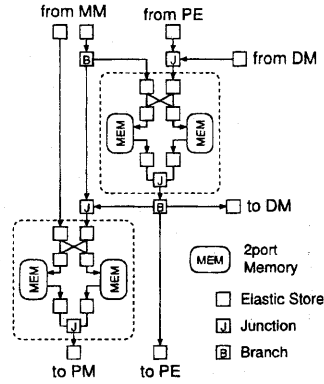 from MM
from PE
B
J
from DM
MEM
MEM
J
J
B
to DM
MEM
MEM
J
MEM
2port
Memory
Elastic Store
J
Junction
B
Branch
to PM
to PE